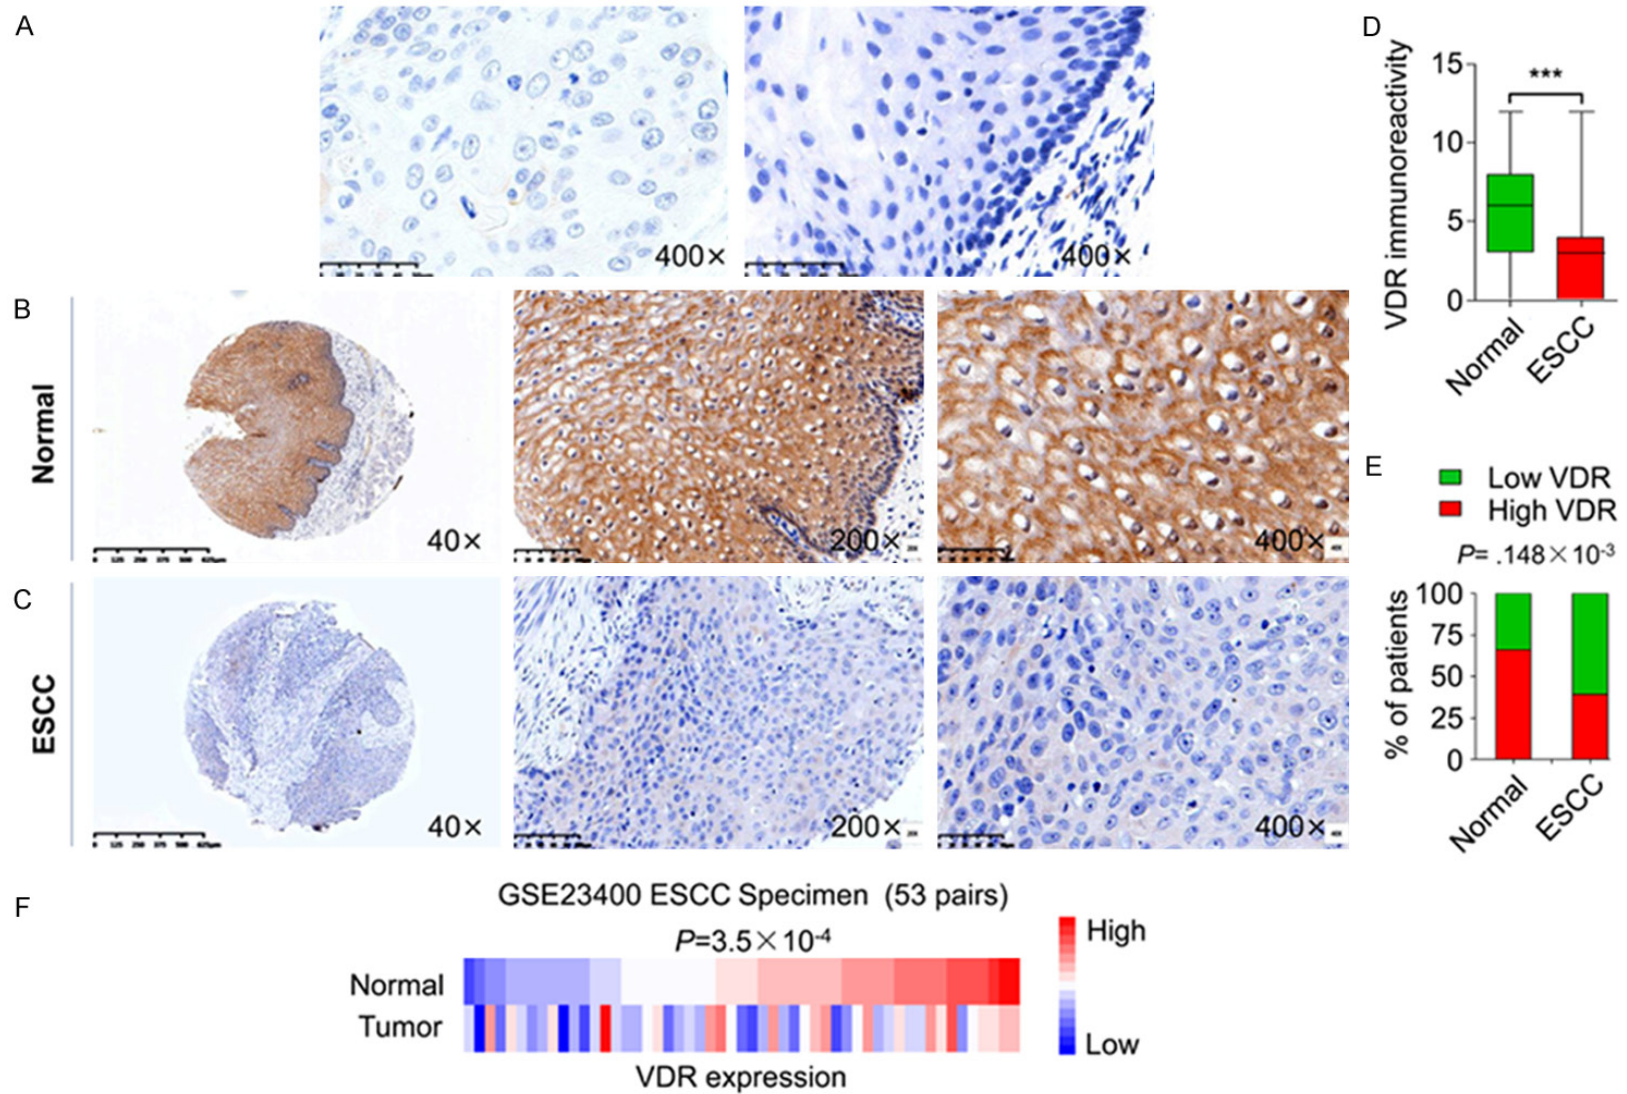 A
400×
400×
B
Normal
40×
200×
400×
C
ESCC
40×
200×
400×
D
VDR immunoreactivity
15
10
5
0
***
Normal
ESCC
E
Low VDR
High VDR
P= .148×10-3
% of patients
100
75
50
25
0
Normal
ESCC
F
GSE23400 ESCC Specimen (53 pairs)
P=3.5×10-4
Normal
Tumor
VDR expression
High
Low